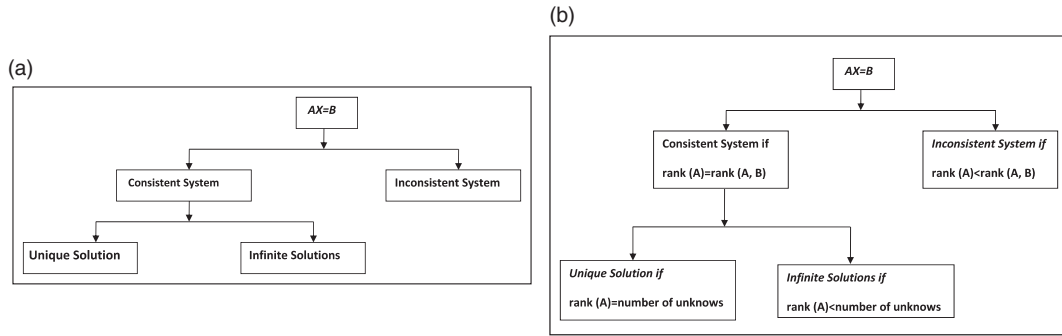 (a)
AX=B
Consistent System
Inconsistent System
Unique Solution
Infinite Solutions
(b)
AX=B
Consistent System if
rank (A)=rank (A, B)
Inconsistent System if
rank (A)<rank (A, B)
Unique Solution if
rank (A)=number of unknows
Infinite Solutions if
rank (A)<number of unknows